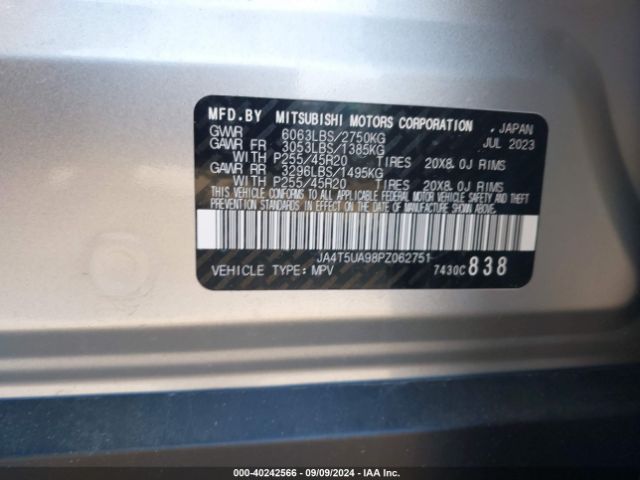 MFD.BY MITSUBISHI MOTORS CORPORATION , JAPAN
GVWR 6063LBS/2750KG JUL 2023
GAWR FR 3053LBS/1385KG
WITH P255/45R20 TIRES 20X8.0J RIMS
GAWR RR 3296LBS/1495KG
WITH P255/45R20 TIRES 20X8.0J RIMS
THIS VEHICLE CONFORMS TO ALL APPLICABLE FEDERAL MOTOR VEHICLE SAFETY AND THEFT
PREVENTION STANDARDS IN EFFECT ON THE DATE OF MANUFACTURE SHOWN ABOVE.
JA4T5UA98PZ062751
VEHICLE TYPE:MPV 7430C838
000-40242566 - 09/09/2024 - IAA Inc.